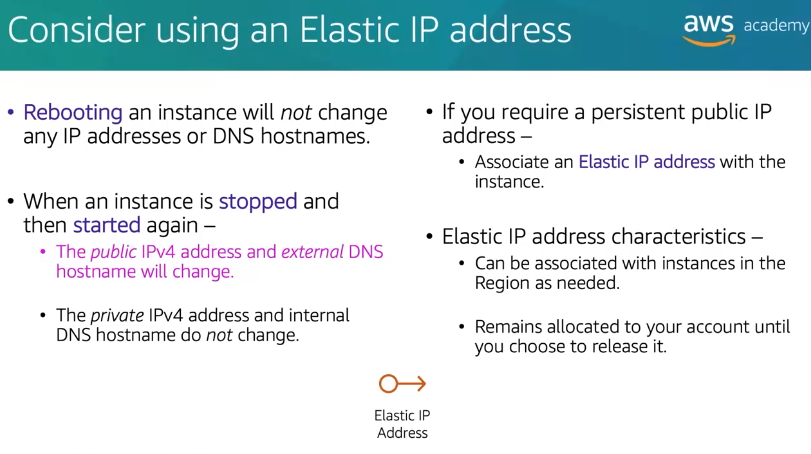 Consider using an Elastic IP address
aws academy
• Rebooting an instance will not change
any IP addresses or DNS hostnames.
• When an instance is stopped and
then started again –
• The public IPv4 address and external DNS
hostname will change.
• The private IPv4 address and internal
DNS hostname do not change.
• If you require a persistent public IP
address –
• Associate an Elastic IP address with the
instance.
• Elastic IP address characteristics –
• Can be associated with instances in the
Region as needed.
• Remains allocated to your account until
you choose to release it.
Elastic IP
Address